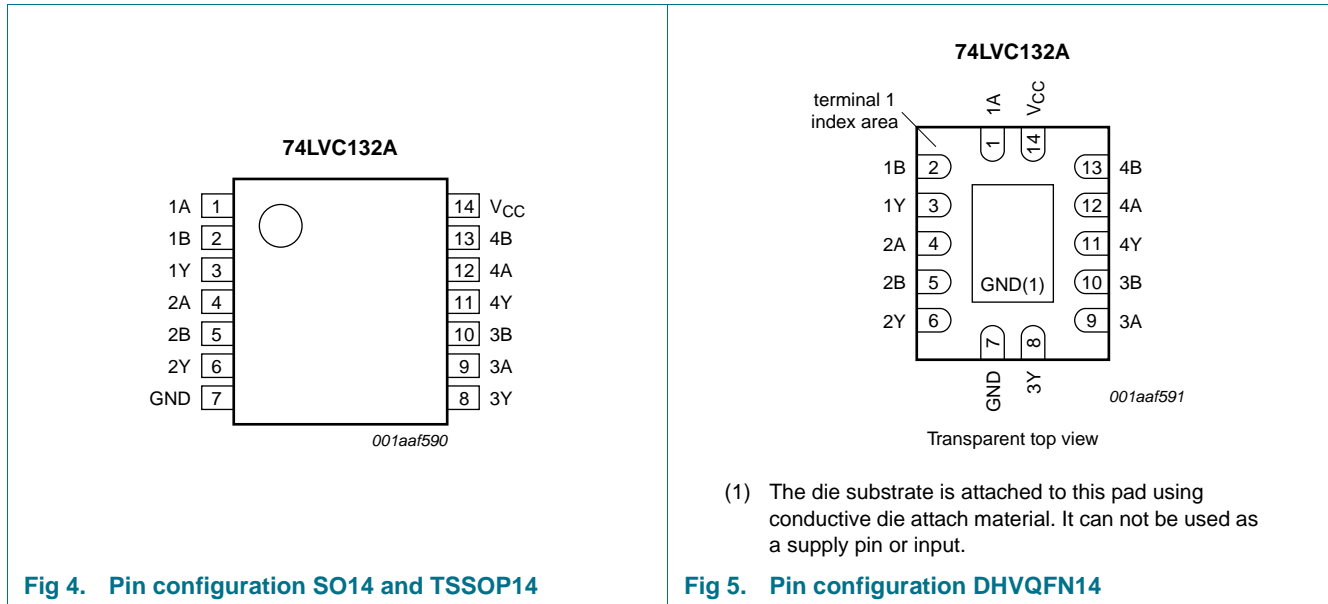 74LVC132A
1A 1
1B 2
1Y 3
2A 4
2B 5
2Y 6
GND 7
14 VCC
13 4B
12 4A
11 4Y
10 3B
9 3A
8 3Y
001aaf590
Fig 4. Pin configuration SO14 and TSSOP14
74LVC132A
terminal 1
index area
1A
VCC
1
14
1B 2
1Y 3
2A 4
2B 5
2Y 6
13 4B
12 4A
11 4Y
10 3B
9 3A
GND(1)
7
8
GND
3Y
001aaf591
Transparent top view
(1) The die substrate is attached to this pad using
conductive die attach material. It can not be used as
a supply pin or input.
Fig 5. Pin configuration DHVQFN14